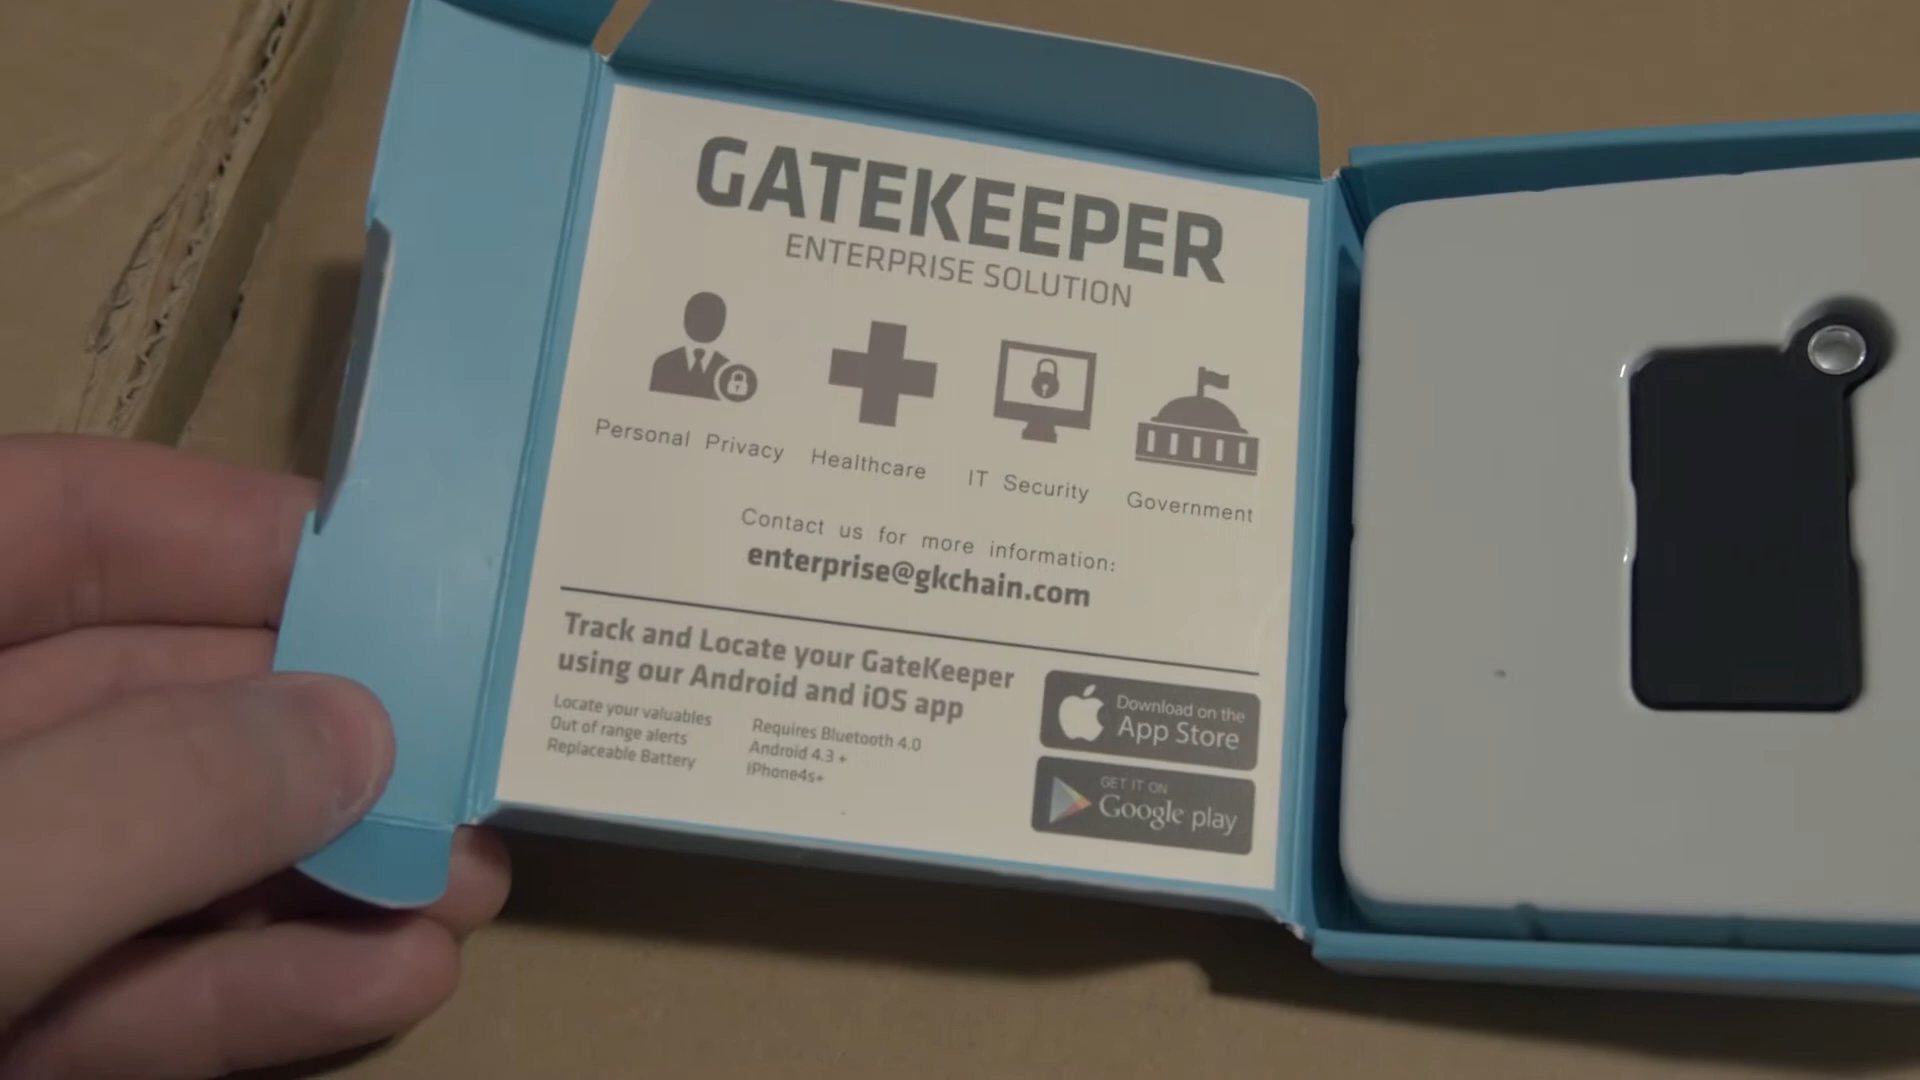 GATEKEEPER
ENTERPRISE SOLUTION
Personal Privacy
Healthcare
IT Security
Government
Contact us for more information:
enterprise@gkchain.com
Track and Locate your GateKeeper
using our Android and iOS app
Locate your valuables
Out of range alerts
Replaceable Battery
Requires Bluetooth 4.0
Android 4.3 +
iPhone4s+
Download on the
App Store
GET IT ON
Google play